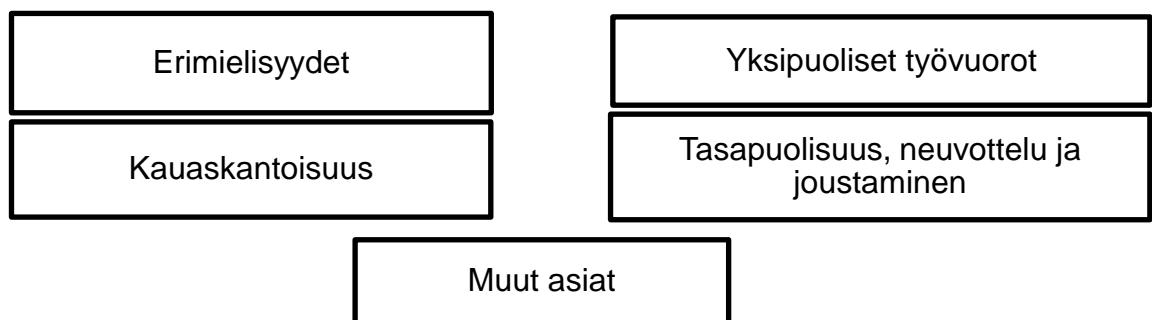 Erimielisyydet
Yksipuoliset työvuorot
Kauaskantoisuus
Tasapuolisuus, neuvottelu ja
joustaminen
Muut asiat